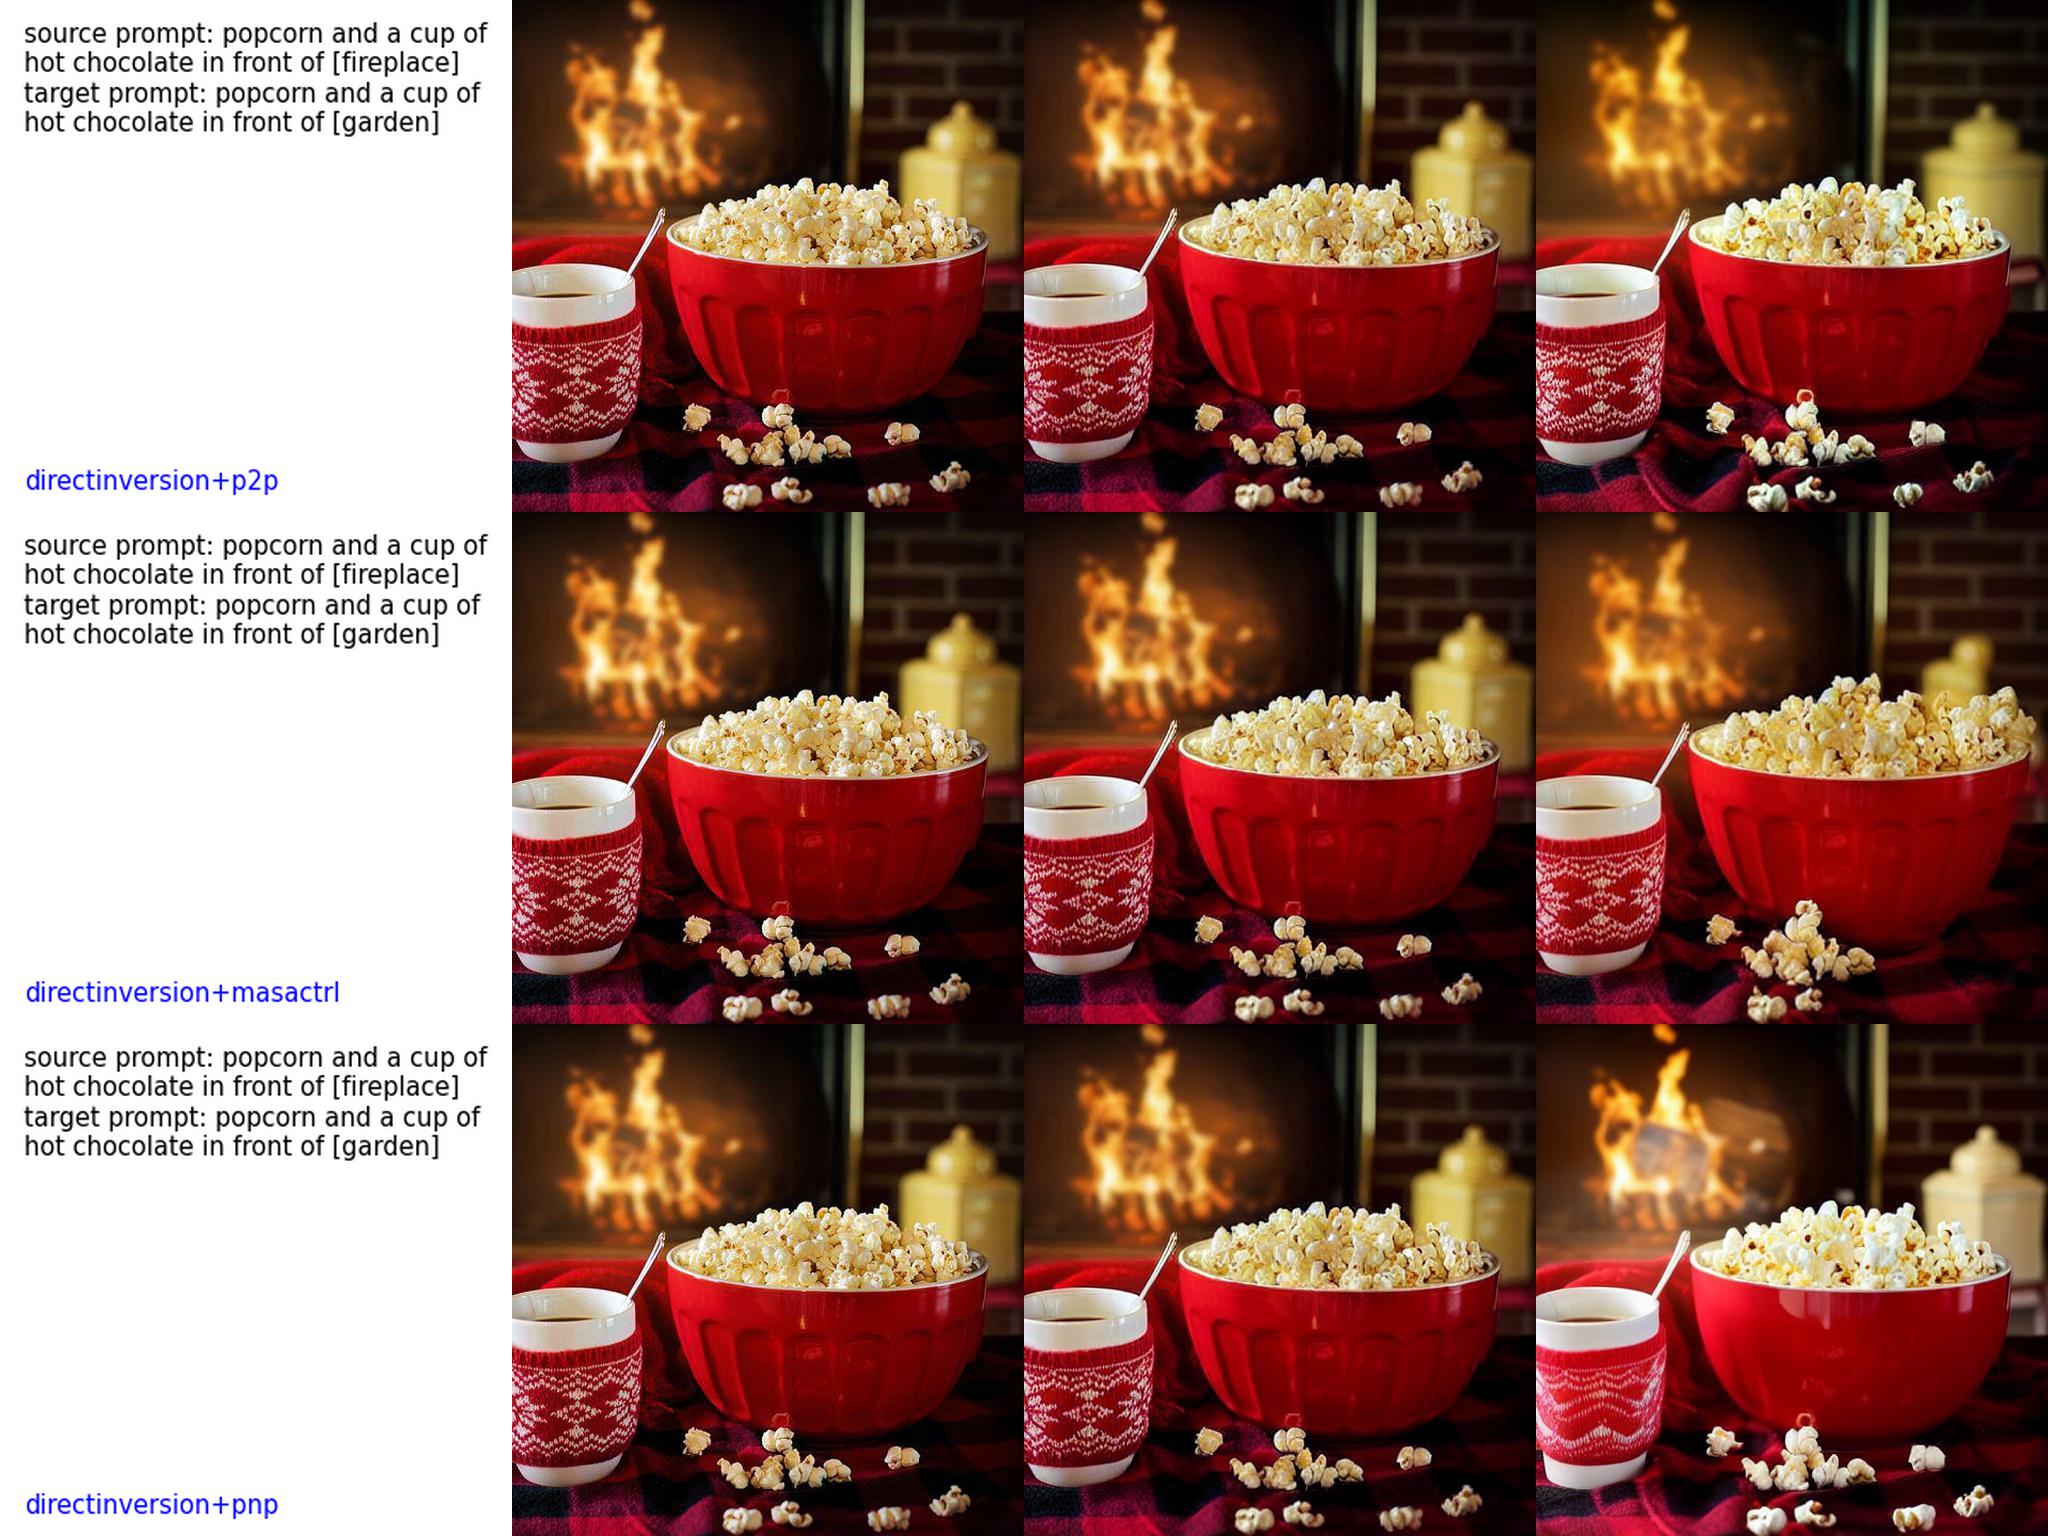 source prompt: popcorn and a cup of
hot chocolate in front of [fireplace]
target prompt: popcorn and a cup of
hot chocolate in front of [garden]
directinversion+p2p
source prompt: popcorn and a cup of
hot chocolate in front of [fireplace]
target prompt: popcorn and a cup of
hot chocolate in front of [garden]
directinversion+masactrl
source prompt: popcorn and a cup of
hot chocolate in front of [fireplace]
target prompt: popcorn and a cup of
hot chocolate in front of [garden]
directinversion+pnp